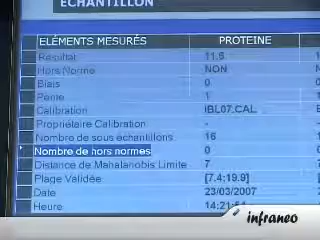 ECHANTILLON
ELÉMENTS MESURÉS PROTEINE
Résultat 11.5
Hors Norme NON
Biais 0
Pente 1
Calibration IBL07.CAL
Propriétaire Calibration -
Nombre de sous échantillons 16
Nombre de hors normes 0
Distance de Mahalanobis Limite 7
Plage Validée [7.4;19.9]
Date 23/03/2007
Heure 14:21
infraneo